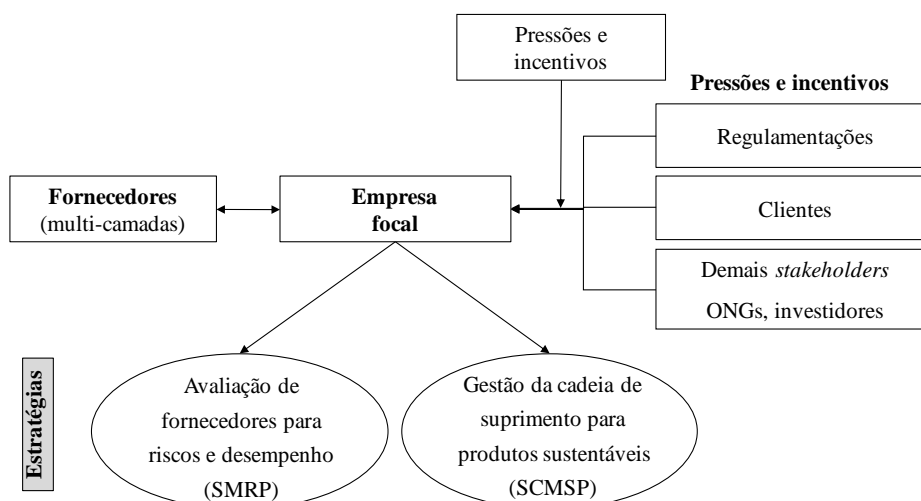 Pressões e
incentivos
Pressões e incentivos
Regulamentações
Fornecedores
(multi-camadas)
Empresa
focal
Clientes
Demais stakeholders
ONGs, investidores
Estratégias
Avaliação de
fornecedores para
riscos e desempenho
(SMRP)
Gestão da cadeia de
suprimento para
produtos sustentáveis
(SCMSP)